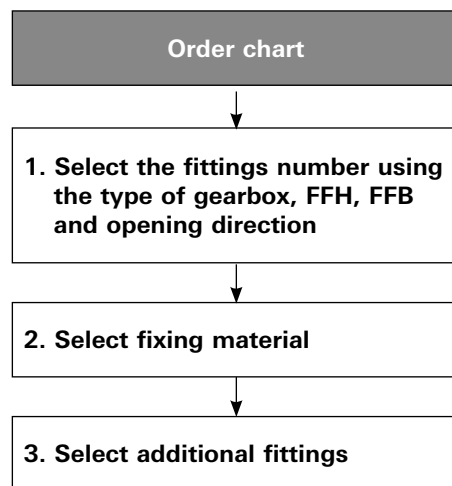 Order chart
1. Select the fittings number using
the type of gearbox, FFH, FFB
and opening direction
2. Select fixing material
3. Select additional fittings